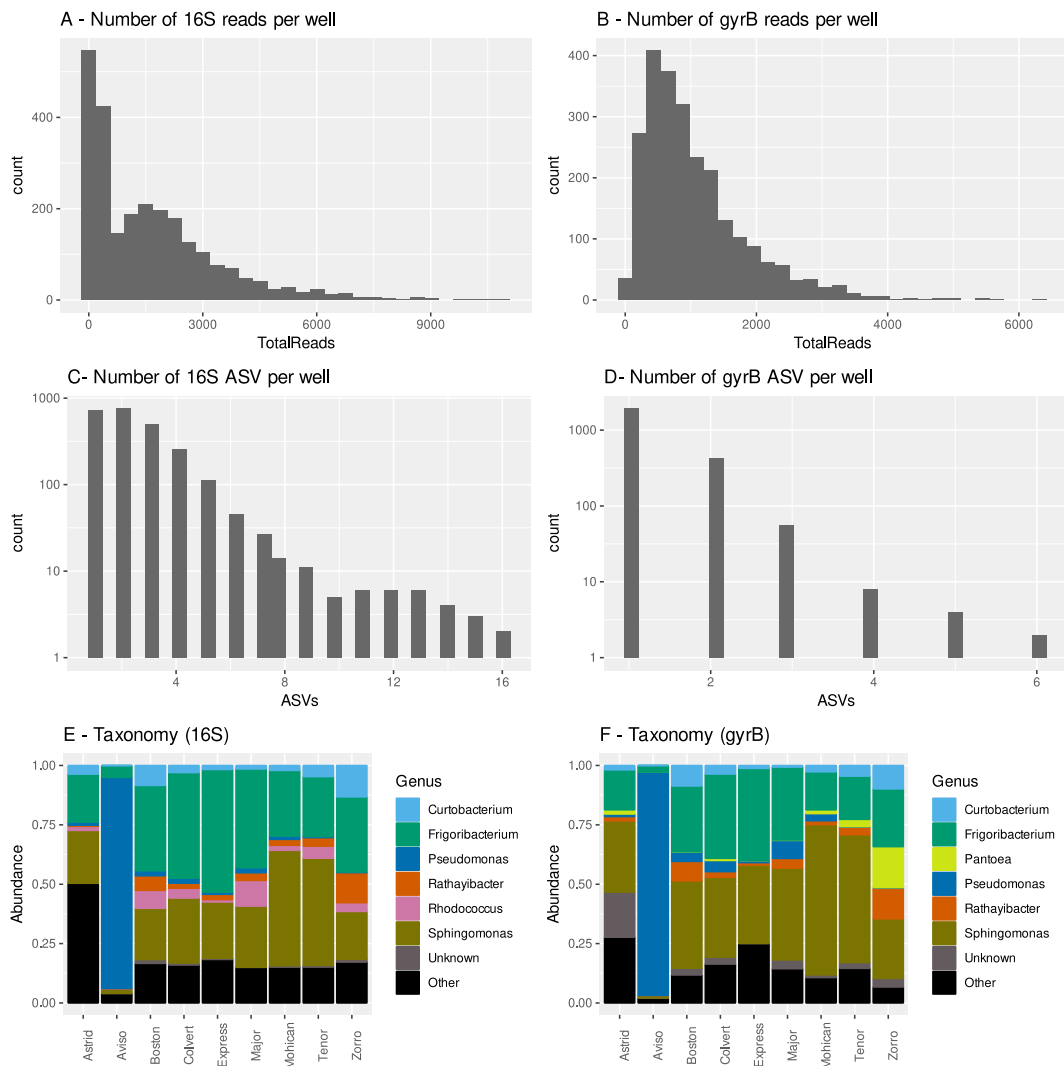 A - Number of 16S reads per well
count
400
200
0
0
3000
6000
9000
TotalReads
B - Number of gyrB reads per well
count
400
300
200
100
0
0
2000
4000
6000
TotalReads
C- Number of 16S ASV per well
count
1000
100
10
1
4
8
12
16
ASVs
D- Number of gyrB ASV per well
count
1000
100
10
1
2
4
6
ASVs
E - Taxonomy (16S)
Abundance
1.00
0.75
0.50
0.25
0.00
Astrid
Aviso
Boston
Colvert
Express
Major
Mohican
Tenor
Zorro
Genus
Curtobacterium
Frigoribacterium
Pseudomonas
Rathayibacter
Rhodococcus
Sphingomonas
Unknown
Other
F - Taxonomy (gyrB)
Abundance
1.00
0.75
0.50
0.25
0.00
Astrid
Aviso
Boston
Colvert
Express
Major
Mohican
Tenor
Zorro
Genus
Curtobacterium
Frigoribacterium
Pantoea
Pseudomonas
Rathayibacter
Sphingomonas
Unknown
Other